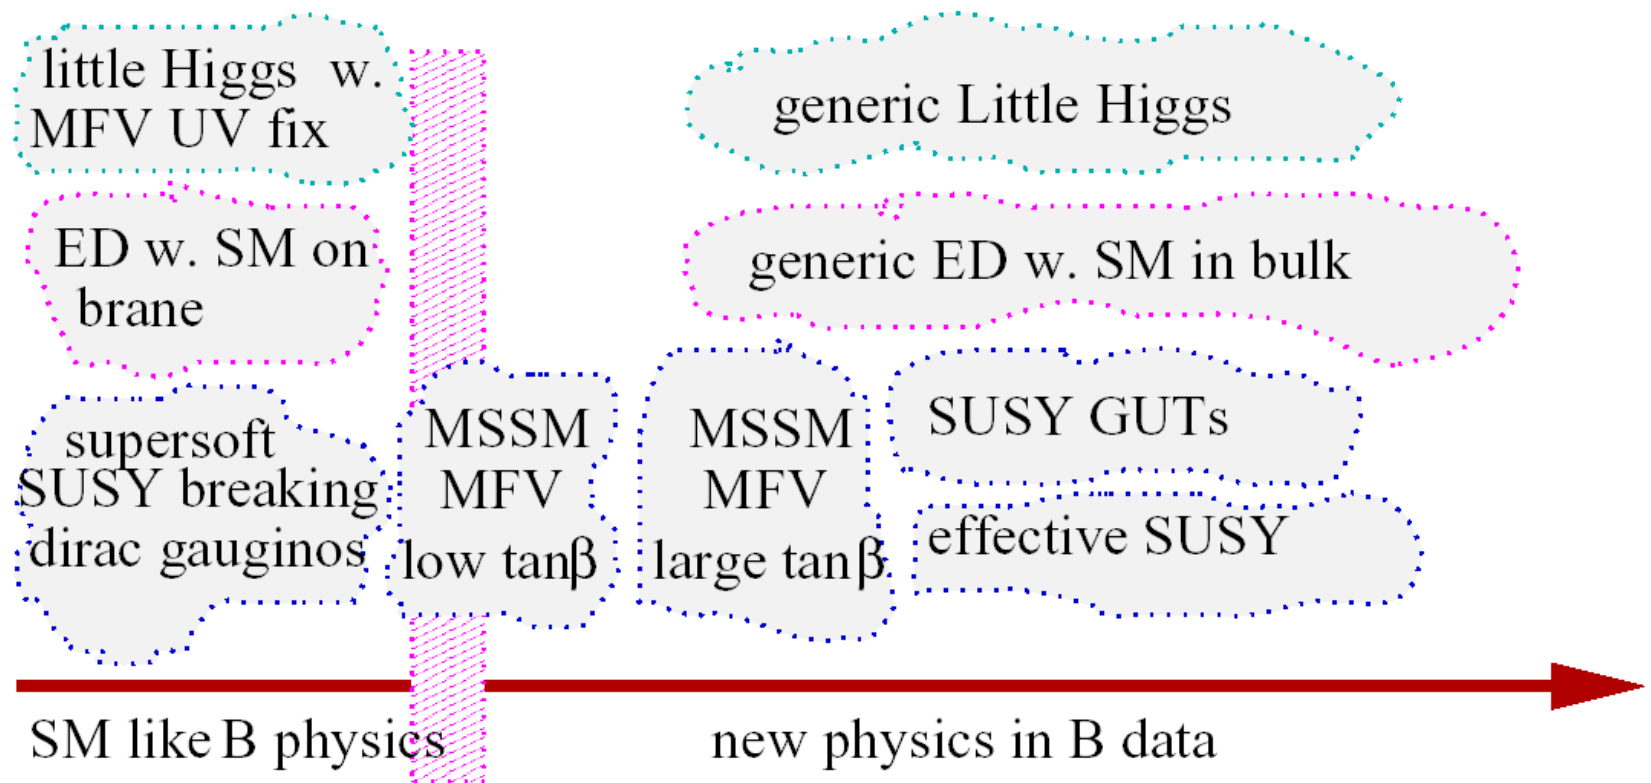 little Higgs w.
MFV UV fix
generic Little Higgs
ED w. SM on
brane
generic ED w. SM in bulk
supersoft
SUSY breaking
dirac gauginos
MSSM
MFV
low tanβ
MSSM
MFV
large tanβ
SUSY GUTs
effective SUSY
SM like B physics
new physics in B data